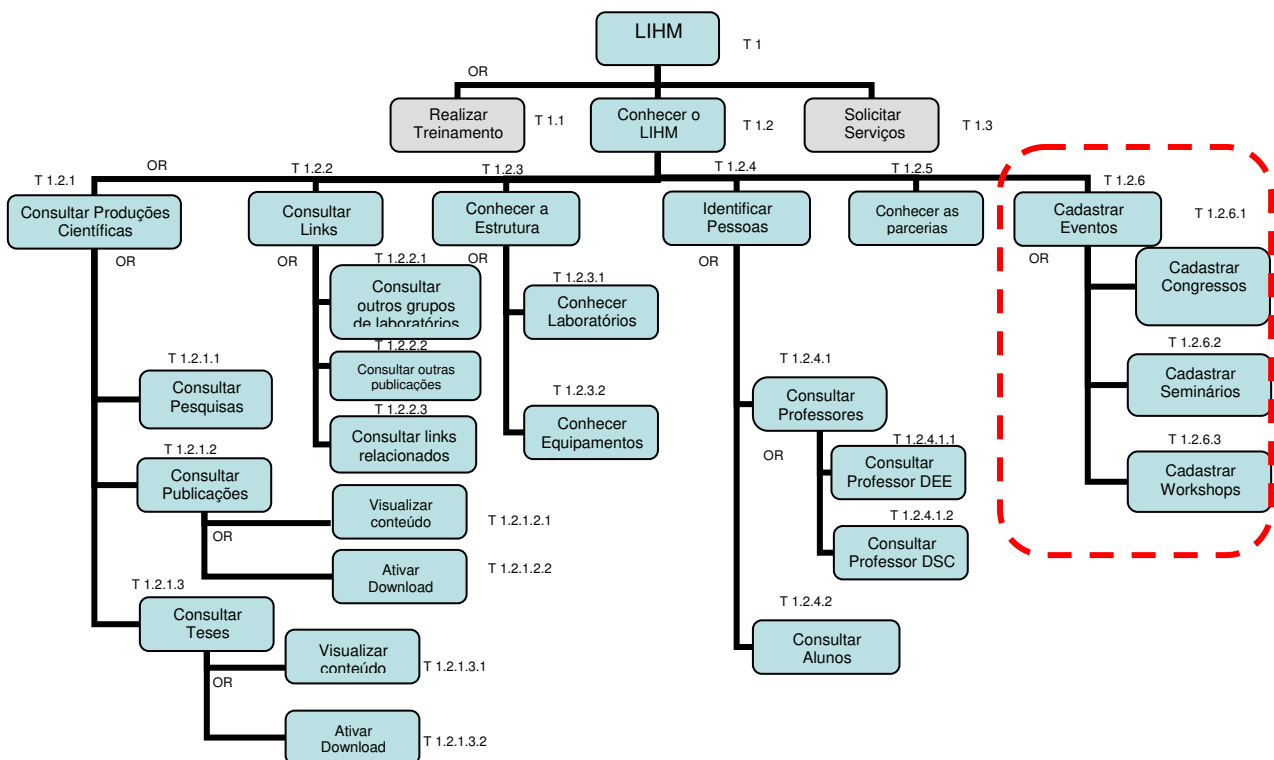 LIHM
T 1
OR
Realizar
Treinamento
T 1.1
Conhecer o
LIHM
T 1.2
Solicitar
Serviços
T 1.3
OR
T 1.2.1
Consultar Produções
Científicas
OR
T 1.2.2
Consultar
Links
OR
T 1.2.3
Conhecer a
Estrutura
OR
T 1.2.4
Identificar
Pessoas
OR
T 1.2.5
Conhecer as
parcerias
T 1.2.6
Cadastrar
Eventos
OR
T 1.2.6.1
Cadastrar
Congressos
T 1.2.6.2
Cadastrar
Seminários
T 1.2.6.3
Cadastrar
Workshops
T 1.2.2.1
Consultar
outros grupos
de laboratórios
T 1.2.2.2
Consultar outras
publicações
T 1.2.2.3
Consultar links
relacionados
T 1.2.3.1
Conhecer
Laboratórios
T 1.2.3.2
Conhecer
Equipamentos
T 1.2.4.1
Consultar
Professores
OR
T 1.2.4.1.1
Consultar
Professor DEE
T 1.2.4.1.2
Consultar
Professor DSC
T 1.2.4.2
Consultar
Alunos
T 1.2.1.1
Consultar
Pesquisas
T 1.2.1.2
Consultar
Publicações
OR
Visualizar
conteúdo
T 1.2.1.2.1
Ativar
Download
T 1.2.1.2.2
T 1.2.1.3
Consultar
Teses
OR
Visualizar
conteúdo
T 1.2.1.3.1
Ativar
Download
T 1.2.1.3.2